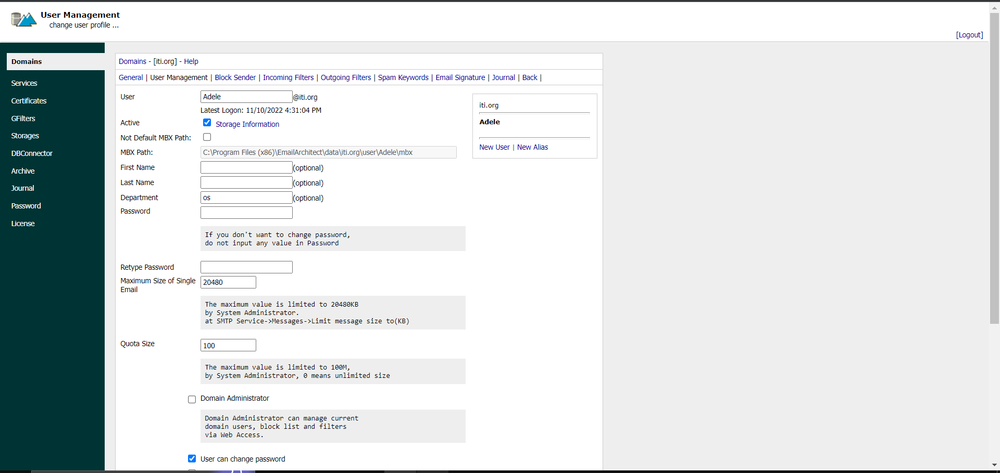 User Management
change user profile ...
[Logout]
Domains
Services
Certificates
GFilters
Storages
DBConnector
Archive
Journal
Password
License
Domains - [iti.org] - Help
General | User Management | Block Sender | Incoming Filters | Outgoing Filters | Spam Keywords | Email Signature | Journal | Back |
User Adele@iti.org
Latest Logon: 11/10/2022 4:31:04 PM
Active Storage Information
Not Default MBX Path:
MBX Path: C:\Program Files (x86)\EmailArchitect\data\iti.org\user\Adele\mbx
First Name (optional)
Last Name (optional)
Department os (optional)
Password
If you don't want to change password,
do not input any value in Password
Retype Password
Maximum Size of Single 20480
Email
The maximum value is limited to 20480KB
by System Administrator.
at SMTP Service->Messages->Limit message size to(KB)
Quota Size 100
The maximum value is limited to 100M,
by System Administrator, 0 means unlimited size
Domain Administrator
Domain Administrator can manage current
domain users, block list and filters
via Web Access.
User can change password
iti.org
Adele
New User | New Alias